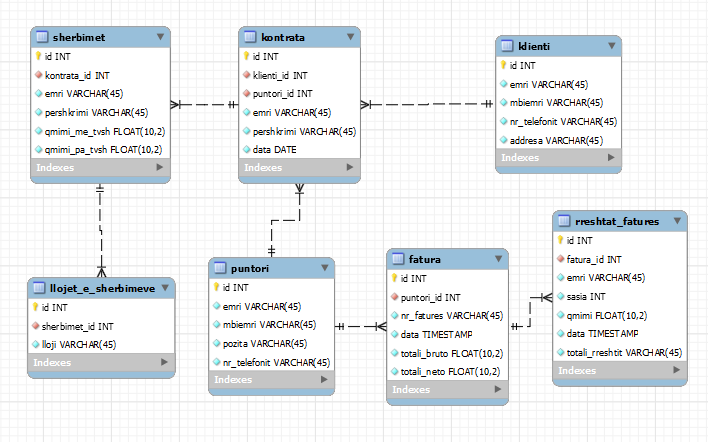 sherbimet
id INT
kontrata_id INT
emri VARCHAR(45)
pershkrimi VARCHAR(45)
qmimi_me_tvsh FLOAT(10,2)
qmimi_pa_tvsh FLOAT(10,2)
Indexes
kontrata
id INT
klienti_id INT
puntori_id INT
emri VARCHAR(45)
pershkrimi VARCHAR(45)
data DATE
Indexes
klienti
id INT
emri VARCHAR(45)
mbiemri VARCHAR(45)
nr_telefonit VARCHAR(45)
addresa VARCHAR(45)
Indexes
llojet_e_sherbimeve
id INT
sherbimet_id INT
lloji VARCHAR(45)
Indexes
puntori
id INT
emri VARCHAR(45)
mbiemri VARCHAR(45)
pozita VARCHAR(45)
nr_telefonit VARCHAR(45)
Indexes
fatura
id INT
puntori_id INT
nr_fatures VARCHAR(45)
data TIMESTAMP
totali_bruto FLOAT(10,2)
totali_neto FLOAT(10,2)
Indexes
rreshtat_fatures
id INT
fatura_id INT
emri VARCHAR(45)
sasia INT
qmimi FLOAT(10,2)
data TIMESTAMP
totali_rreshtit VARCHAR(45)
Indexes